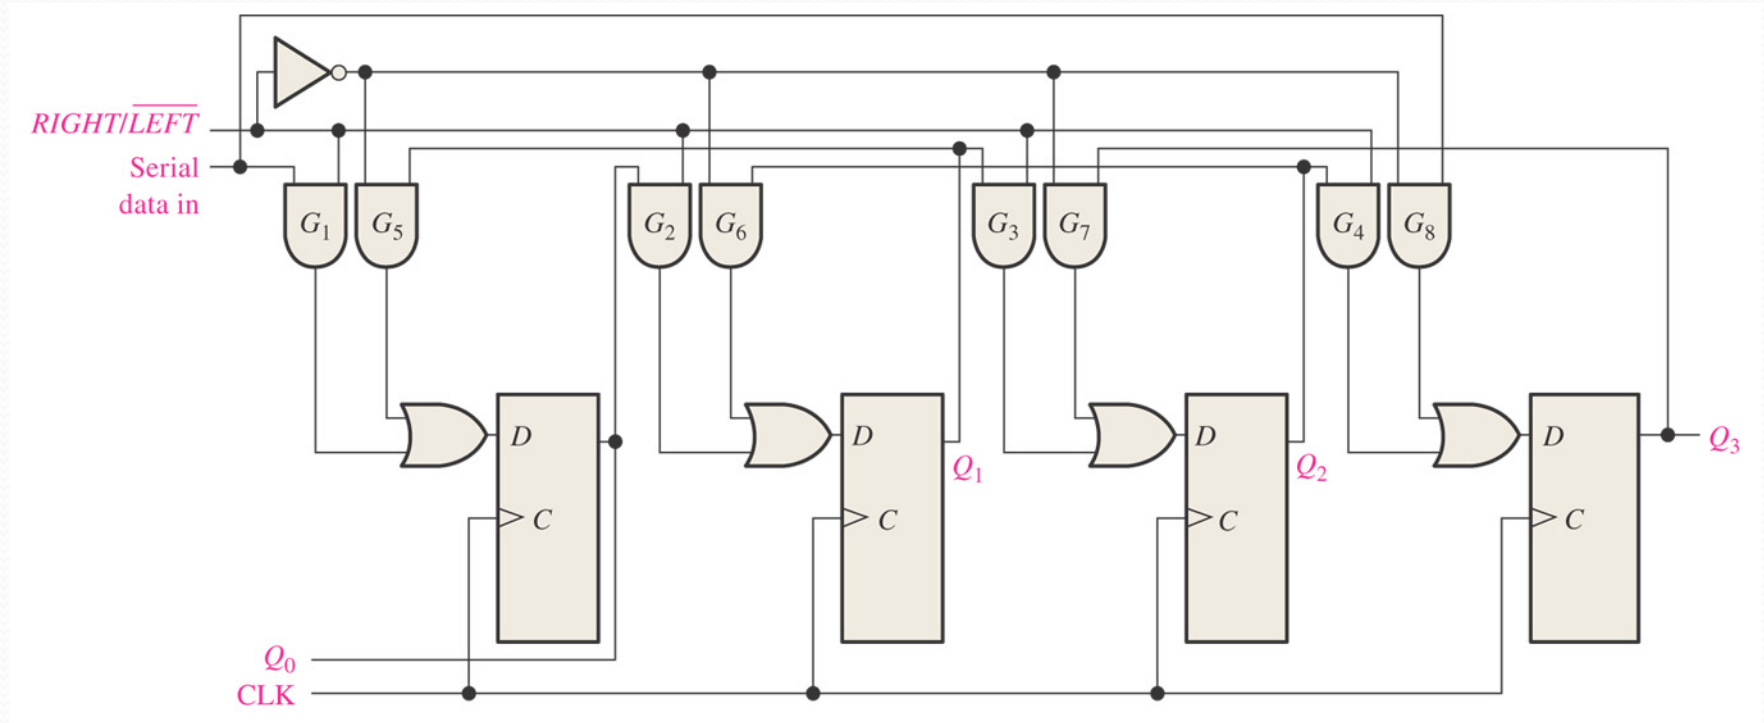 RIGHT/LEFT
Serial
data in
G1 G5 G2 G6 G3 G7 G4 G8
D D D D
Q1 Q2 Q3
C C C C
Q0
CLK